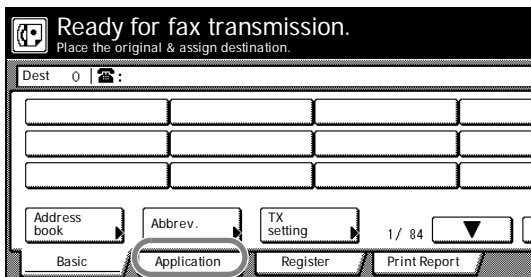 Ready for fax transmission.
Place the original & assign destination.
Dest 0 ☎:
Address book
Abbrev.
TX setting
1/ 84
Basic
Application
Register
Print Report